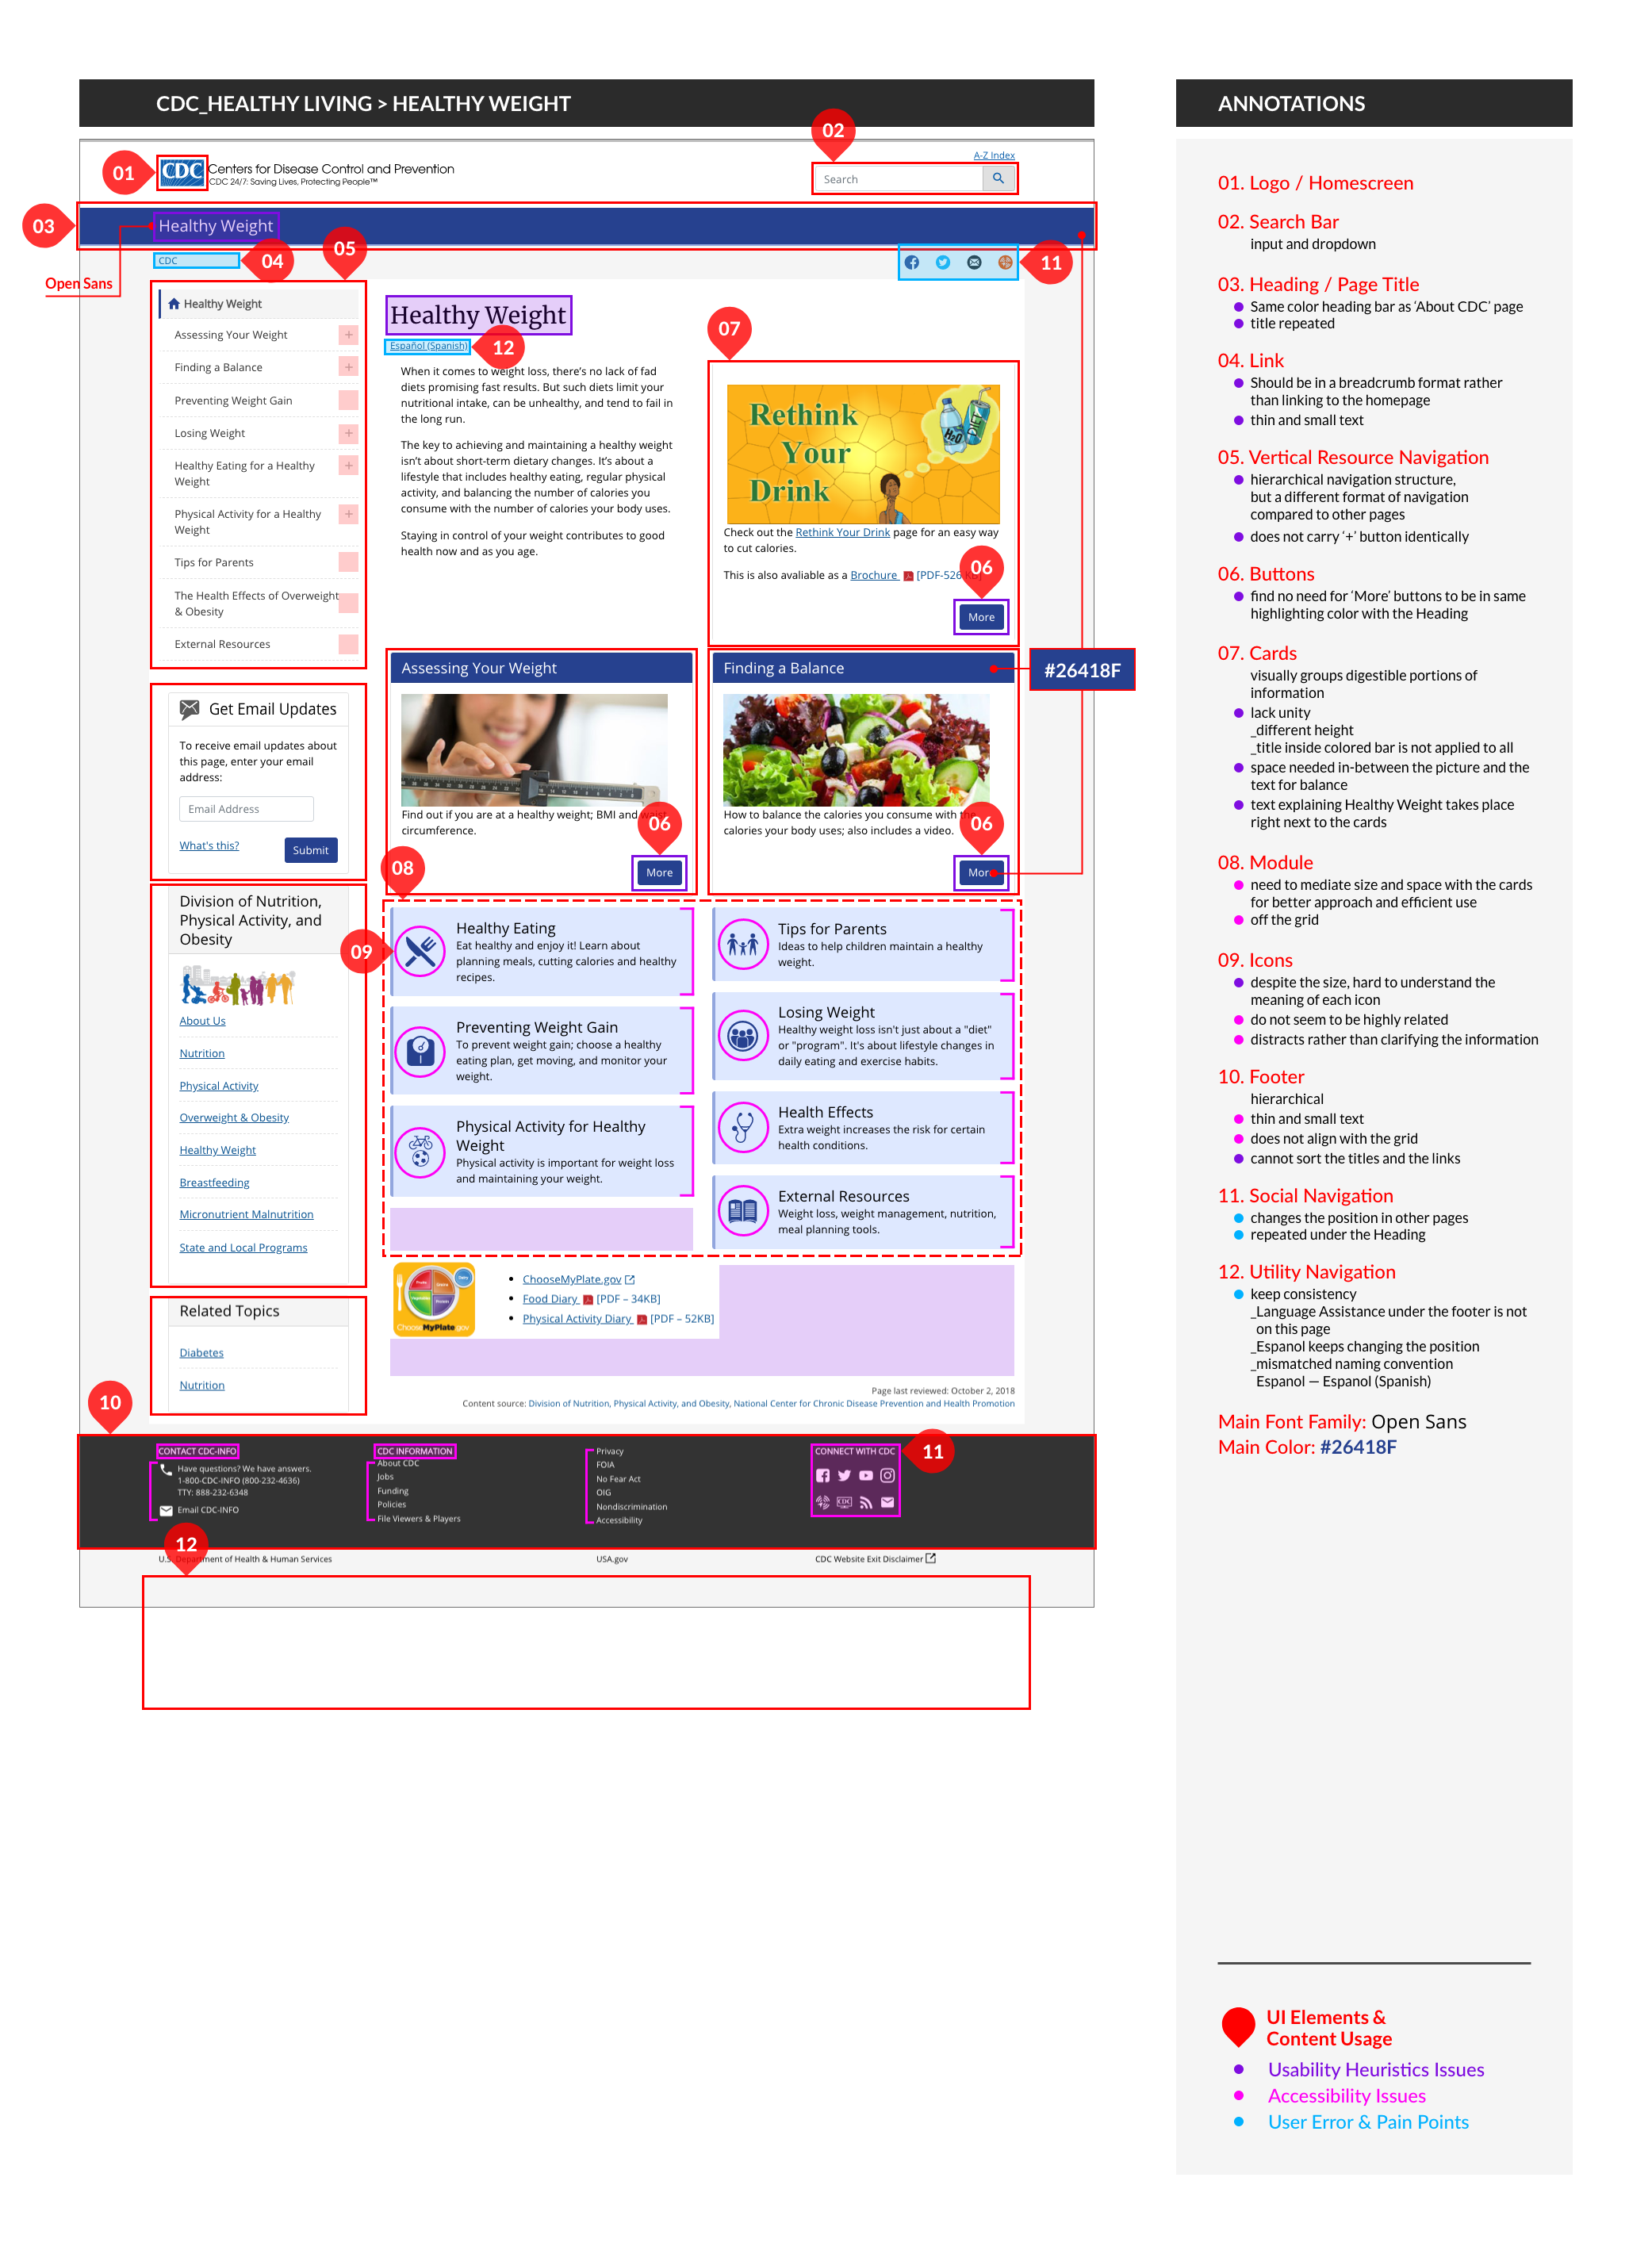 CDC_HEALTHY LIVING > HEALTHY WEIGHT
01
CDC
Centers for Disease Control and Prevention
CDC 24/7: Saving Lives, Protecting People™
02
A-Z Index
Search
03
Healthy Weight
Open Sans
CDC
04
05
11
Healthy Weight
Assessing Your Weight
+
Finding a Balance
+
Preventing Weight Gain
Losing Weight
+
Healthy Eating for a Healthy
Weight
+
Physical Activity for a Healthy
Weight
+
Tips for Parents
The Health Effects of Overweight
& Obesity
External Resources
Healthy Weight
Español (Spanish)
12
When it comes to weight loss, there's no lack of fad
diets promising fast results. But such diets limit your
nutritional intake, can be unhealthy, and tend to fail in
the long run.
The key to achieving and maintaining a healthy weight
isn't about short-term dietary changes. It's about a
lifestyle that includes healthy eating, regular physical
activity, and balancing the number of calories you
consume with the number of calories your body uses.
Staying in control of your weight contributes to good
health now and as you age.
07
Rethink
Your
Drink
H2O
DIET
Check out the Rethink Your Drink page for an easy way
to cut calories.
This is also avaliable as a Brochure [PDF-526 KB]
06
More
Assessing Your Weight
Find out if you are at a healthy weight; BMI and waist
circumference.
06
More
Finding a Balance
How to balance the calories you consume with the
calories your body uses; also includes a video.
06
More
#26418F
Get Email Updates
To receive email updates about
this page, enter your email
address:
Email Address
What's this?
Submit
Division of Nutrition,
Physical Activity, and
Obesity
About Us
Nutrition
Physical Activity
Overweight & Obesity
Healthy Weight
Breastfeeding
Micronutrient Malnutrition
State and Local Programs
Related Topics
Diabetes
Nutrition
08
09
Healthy Eating
Eat healthy and enjoy it! Learn about
planning meals, cutting calories and healthy
recipes.
Preventing Weight Gain
To prevent weight gain; choose a healthy
eating plan, get moving, and monitor your
weight.
Physical Activity for Healthy
Weight
Physical activity is important for weight loss
and maintaining your weight.
Tips for Parents
Ideas to help children maintain a healthy
weight.
Losing Weight
Healthy weight loss isn't just about a "diet"
or "program". It's about lifestyle changes in
daily eating and exercise habits.
Health Effects
Extra weight increases the risk for certain
health conditions.
External Resources
Weight loss, weight management, nutrition,
meal planning tools.
Choose MyPlate.gov
ChooseMyPlate.gov
Food Diary [PDF – 34KB]
Physical Activity Diary [PDF – 52KB]
Page last reviewed: October 2, 2018
Content source: Division of Nutrition, Physical Activity, and Obesity, National Center for Chronic Disease Prevention and Health Promotion
10
CONTACT CDC-INFO
Have questions? We have answers.
1-800-CDC-INFO (800-232-4636)
TTY: 888-232-6348
Email CDC-INFO
CDC INFORMATION
About CDC
Jobs
Funding
Policies
File Viewers & Players
Privacy
FOIA
No Fear Act
OIG
Nondiscrimination
Accessibility
CONNECT WITH CDC
11
12
U.S. Department of Health & Human Services
USA.gov
CDC Website Exit Disclaimer
ANNOTATIONS
01. Logo / Homescreen
02. Search Bar
input and dropdown
03. Heading / Page Title
Same color heading bar as 'About CDC' page
title repeated
04. Link
Should be in a breadcrumb format rather
than linking to the homepage
thin and small text
05. Vertical Resource Navigation
hierarchical navigation structure,
but a different format of navigation
compared to other pages
does not carry '+' button identically
06. Buttons
find no need for 'More' buttons to be in same
highlighting color with the Heading
07. Cards
visually groups digestible portions of
information
lack unity
_different height
_title inside colored bar is not applied to all
space needed in-between the picture and the
text for balance
text explaining Healthy Weight takes place
right next to the cards
08. Module
need to mediate size and space with the cards
for better approach and efficient use
off the grid
09. Icons
despite the size, hard to understand the
meaning of each icon
do not seem to be highly related
distracts rather than clarifying the information
10. Footer
hierarchical
thin and small text
does not align with the grid
cannot sort the titles and the links
11. Social Navigation
changes the position in other pages
repeated under the Heading
12. Utility Navigation
keep consistency
_Language Assistance under the footer is not
on this page
_Espanol keeps changing the position
_mismatched naming convention
Espanol — Espanol (Spanish)
Main Font Family: Open Sans
Main Color: #26418F
UI Elements &
Content Usage
Usability Heuristics Issues
Accessibility Issues
User Error & Pain Points